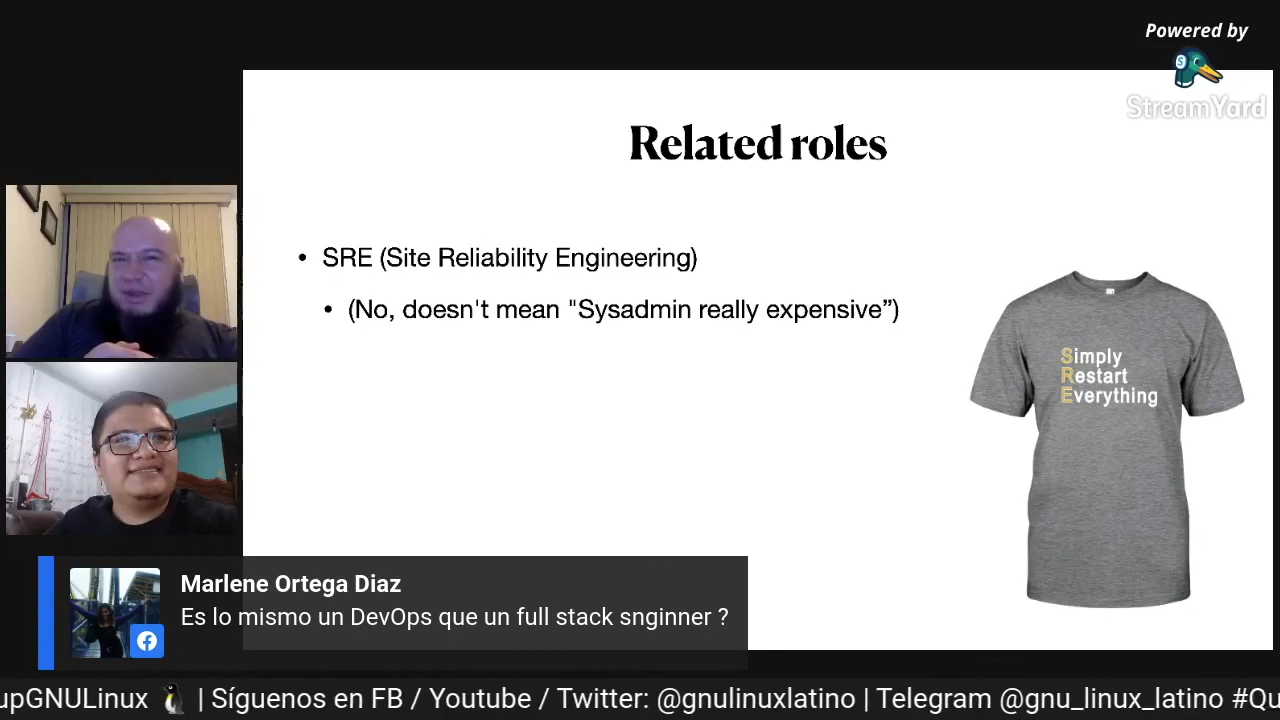 Powered by
StreamYard
Related roles
• SRE (Site Reliability Engineering)
• (No, doesn't mean "Sysadmin really expensive”)
Simply
Restart
Everything
Marlene Ortega Diaz
Es lo mismo un DevOps que un full stack snginner ?
upGNULinux 🐧 | Síguenos en FB / Youtube / Twitter: @gnulinuxlatino | Telegram @gnu_linux_latino #Qu